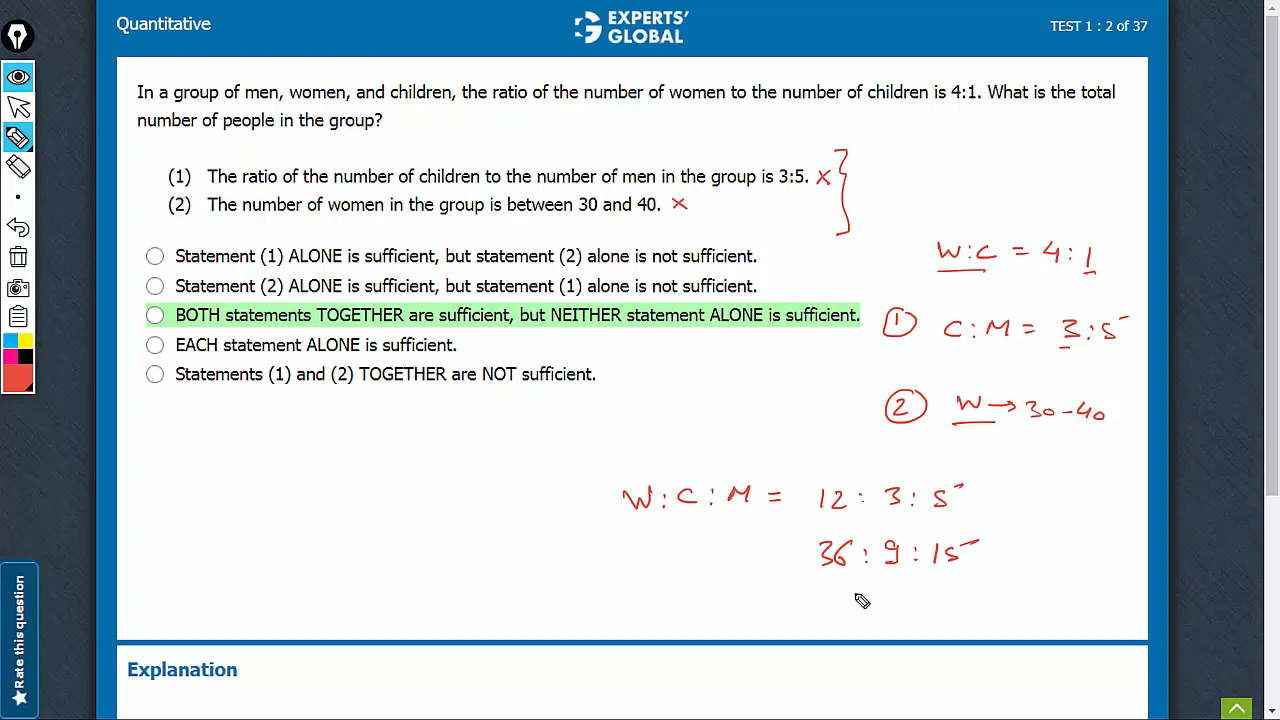 Quantitative
EXPERTS’
GLOBAL
TEST 1 : 2 of 37
In a group of men, women, and children, the ratio of the number of women to the number of children is 4:1. What is the total
number of people in the group?
(1) The ratio of the number of children to the number of men in the group is 3:5. X
(2) The number of women in the group is between 30 and 40. X
Statement (1) ALONE is sufficient, but statement (2) alone is not sufficient.
Statement (2) ALONE is sufficient, but statement (1) alone is not sufficient.
BOTH statements TOGETHER are sufficient, but NEITHER statement ALONE is sufficient.
EACH statement ALONE is sufficient.
Statements (1) and (2) TOGETHER are NOT sufficient.
W:C = 4:1
1 C:M = 3:5
2 W → 30-40
W:C:M = 12:3:5
36:9:15
Rate this question
Explanation